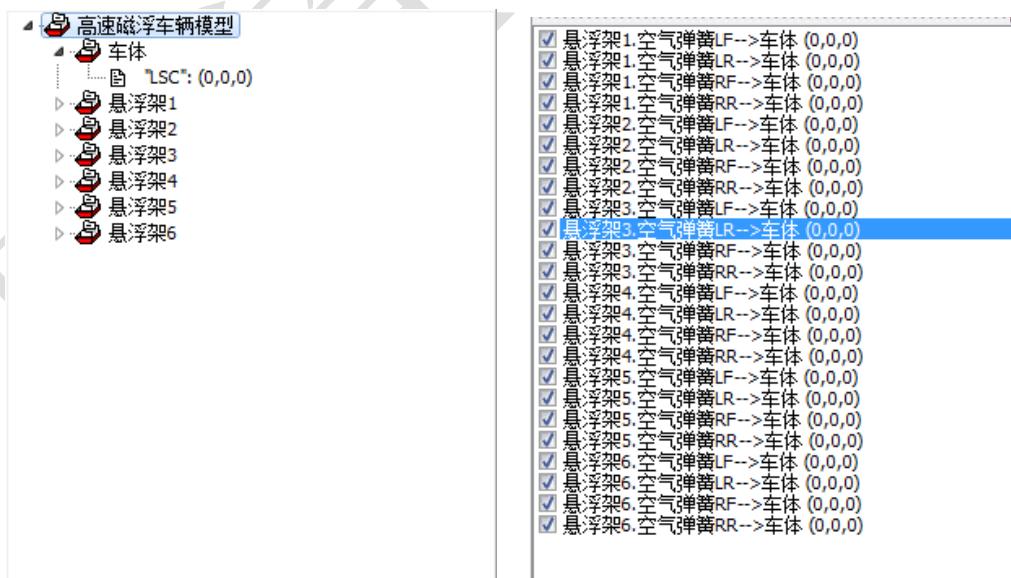 高速磁浮车辆模型
车体
"LSC": (0,0,0)
悬浮架1
悬浮架2
悬浮架3
悬浮架4
悬浮架5
悬浮架6
悬浮架1.空气弹簧LF-->车体 (0,0,0)
悬浮架1.空气弹簧LR-->车体 (0,0,0)
悬浮架1.空气弹簧RF-->车体 (0,0,0)
悬浮架1.空气弹簧RR-->车体 (0,0,0)
悬浮架2.空气弹簧LF-->车体 (0,0,0)
悬浮架2.空气弹簧LR-->车体 (0,0,0)
悬浮架2.空气弹簧RF-->车体 (0,0,0)
悬浮架2.空气弹簧RR-->车体 (0,0,0)
悬浮架3.空气弹簧LF-->车体 (0,0,0)
悬浮架3.空气弹簧LR-->车体 (0,0,0)
悬浮架3.空气弹簧RF-->车体 (0,0,0)
悬浮架3.空气弹簧RR-->车体 (0,0,0)
悬浮架4.空气弹簧LF-->车体 (0,0,0)
悬浮架4.空气弹簧LR-->车体 (0,0,0)
悬浮架4.空气弹簧RF-->车体 (0,0,0)
悬浮架4.空气弹簧RR-->车体 (0,0,0)
悬浮架5.空气弹簧LF-->车体 (0,0,0)
悬浮架5.空气弹簧LR-->车体 (0,0,0)
悬浮架5.空气弹簧RF-->车体 (0,0,0)
悬浮架5.空气弹簧RR-->车体 (0,0,0)
悬浮架6.空气弹簧LF-->车体 (0,0,0)
悬浮架6.空气弹簧LR-->车体 (0,0,0)
悬浮架6.空气弹簧RF-->车体 (0,0,0)
悬浮架6.空气弹簧RR-->车体 (0,0,0)